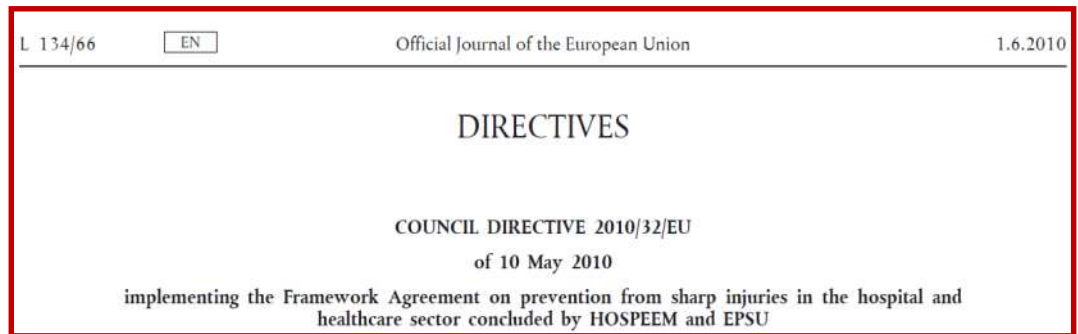 L 134/66 EN Official Journal of the European Union 1.6.2010
DIRECTIVES
COUNCIL DIRECTIVE 2010/32/EU
of 10 May 2010
implementing the Framework Agreement on prevention from sharp injuries in the hospital and
healthcare sector concluded by HOSPEEM and EPSU